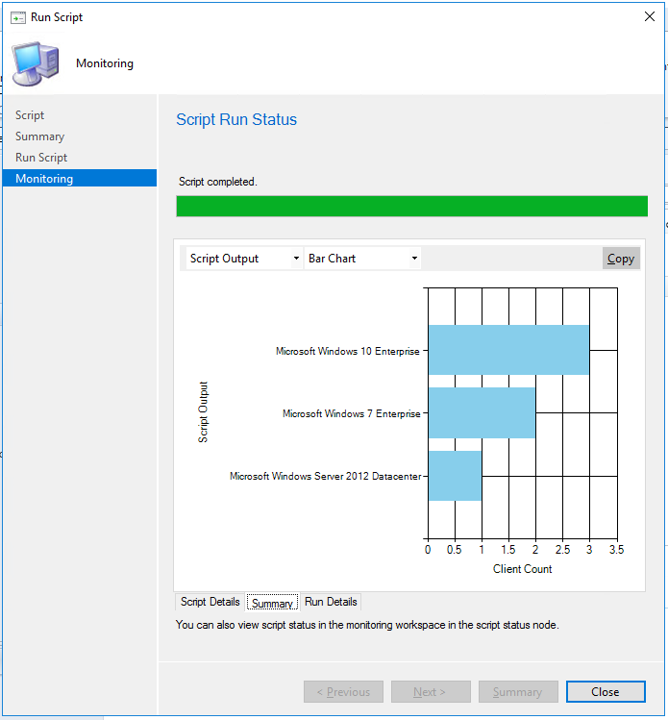 Run Script
Monitoring
Script
Summary
Run Script
Monitoring
Script Run Status
Script completed.
Script Output Bar Chart Copy
Script Output
Microsoft Windows 10 Enterprise
Microsoft Windows 7 Enterprise
Microsoft Windows Server 2012 Datacenter
0 0.5 1 1.5 2 2.5 3 3.5
Client Count
Script Details Summary Run Details
You can also view script status in the monitoring workspace in the script status node.
< Previous Next > Summary Close